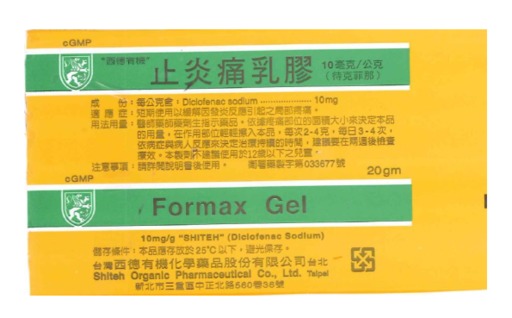 cGMP
"西德有機"
止炎痛乳膠 10毫克/公克
(待克菲那)
成份：每公克含：Diclofenac sodium .................... 10mg
適應症：短期使用以緩解因發炎反應引起之局部疼痛。
用法用量：醫師藥師藥劑生指示藥品。依據疼痛部位的面積大小來決定本品
的用量，在作用部位輕輕擦入本品，每次2-4克，每日3-4次，
依病症與病人反應來決定治療持續的時間，建議要在兩週後檢查
療效。本製劑不建議使用於12歲以下之兒童。
注意事項：請詳閱說明書後使用。 衛署藥製字第033877號
cGMP
20gm
Formax Gel
10mg/g "SHITEH" (Diclofenac Sodium)
儲存條件：本品應存放於25℃以下，避光保存。
台灣西德有機化學藥品股份有限公司台北
Shiteh Organic Pharmaceutical Co., Ltd. Taipei
新北市三重區中正北路560巷38號